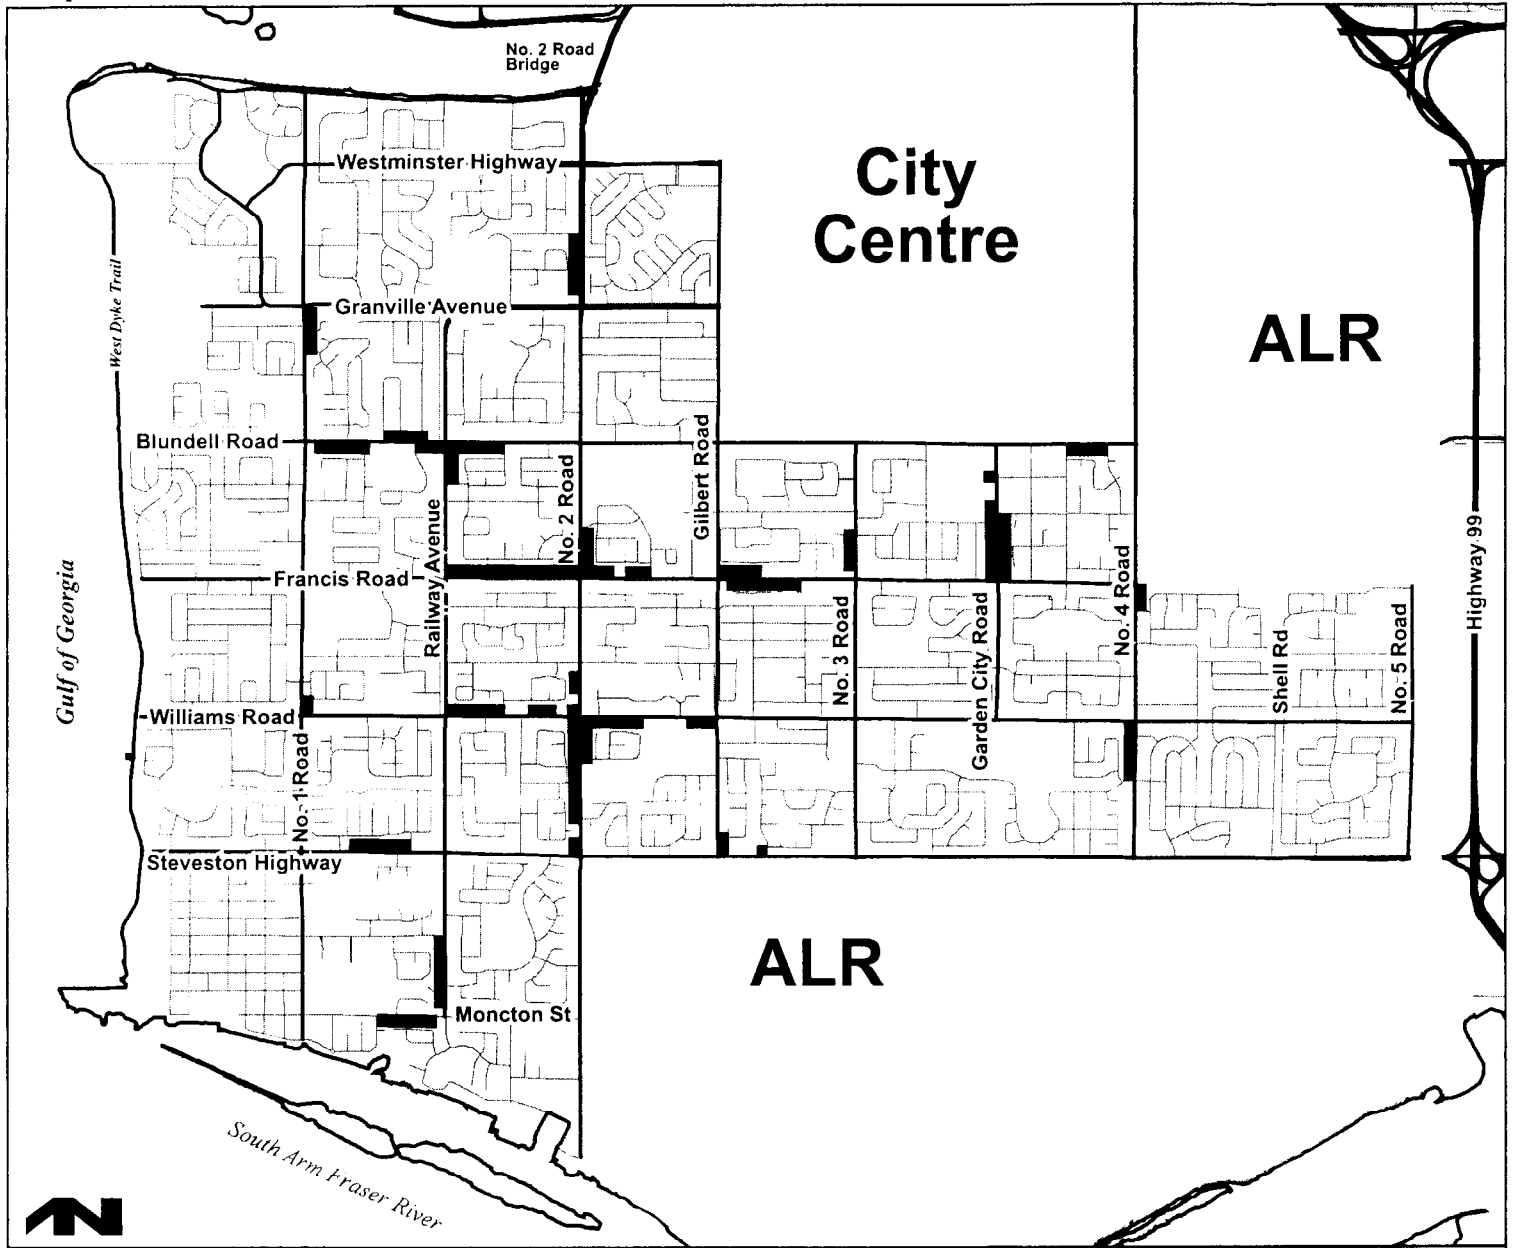 No. 2 Road
Bridge
Westminster Highway
City
Centre
West Dyke Trail
Granville Avenue
ALR
Blundell Road
Gilbert Road
No. 2 Road
Railway Avenue
Highway 99
Francis Road
No. 4 Road
Gulf of Georgia
No. 3 Road
Garden City Road
Shell Rd
No. 5 Road
Williams Road
No. 1 Road
Steveston Highway
ALR
Moncton St
South Arm Fraser River